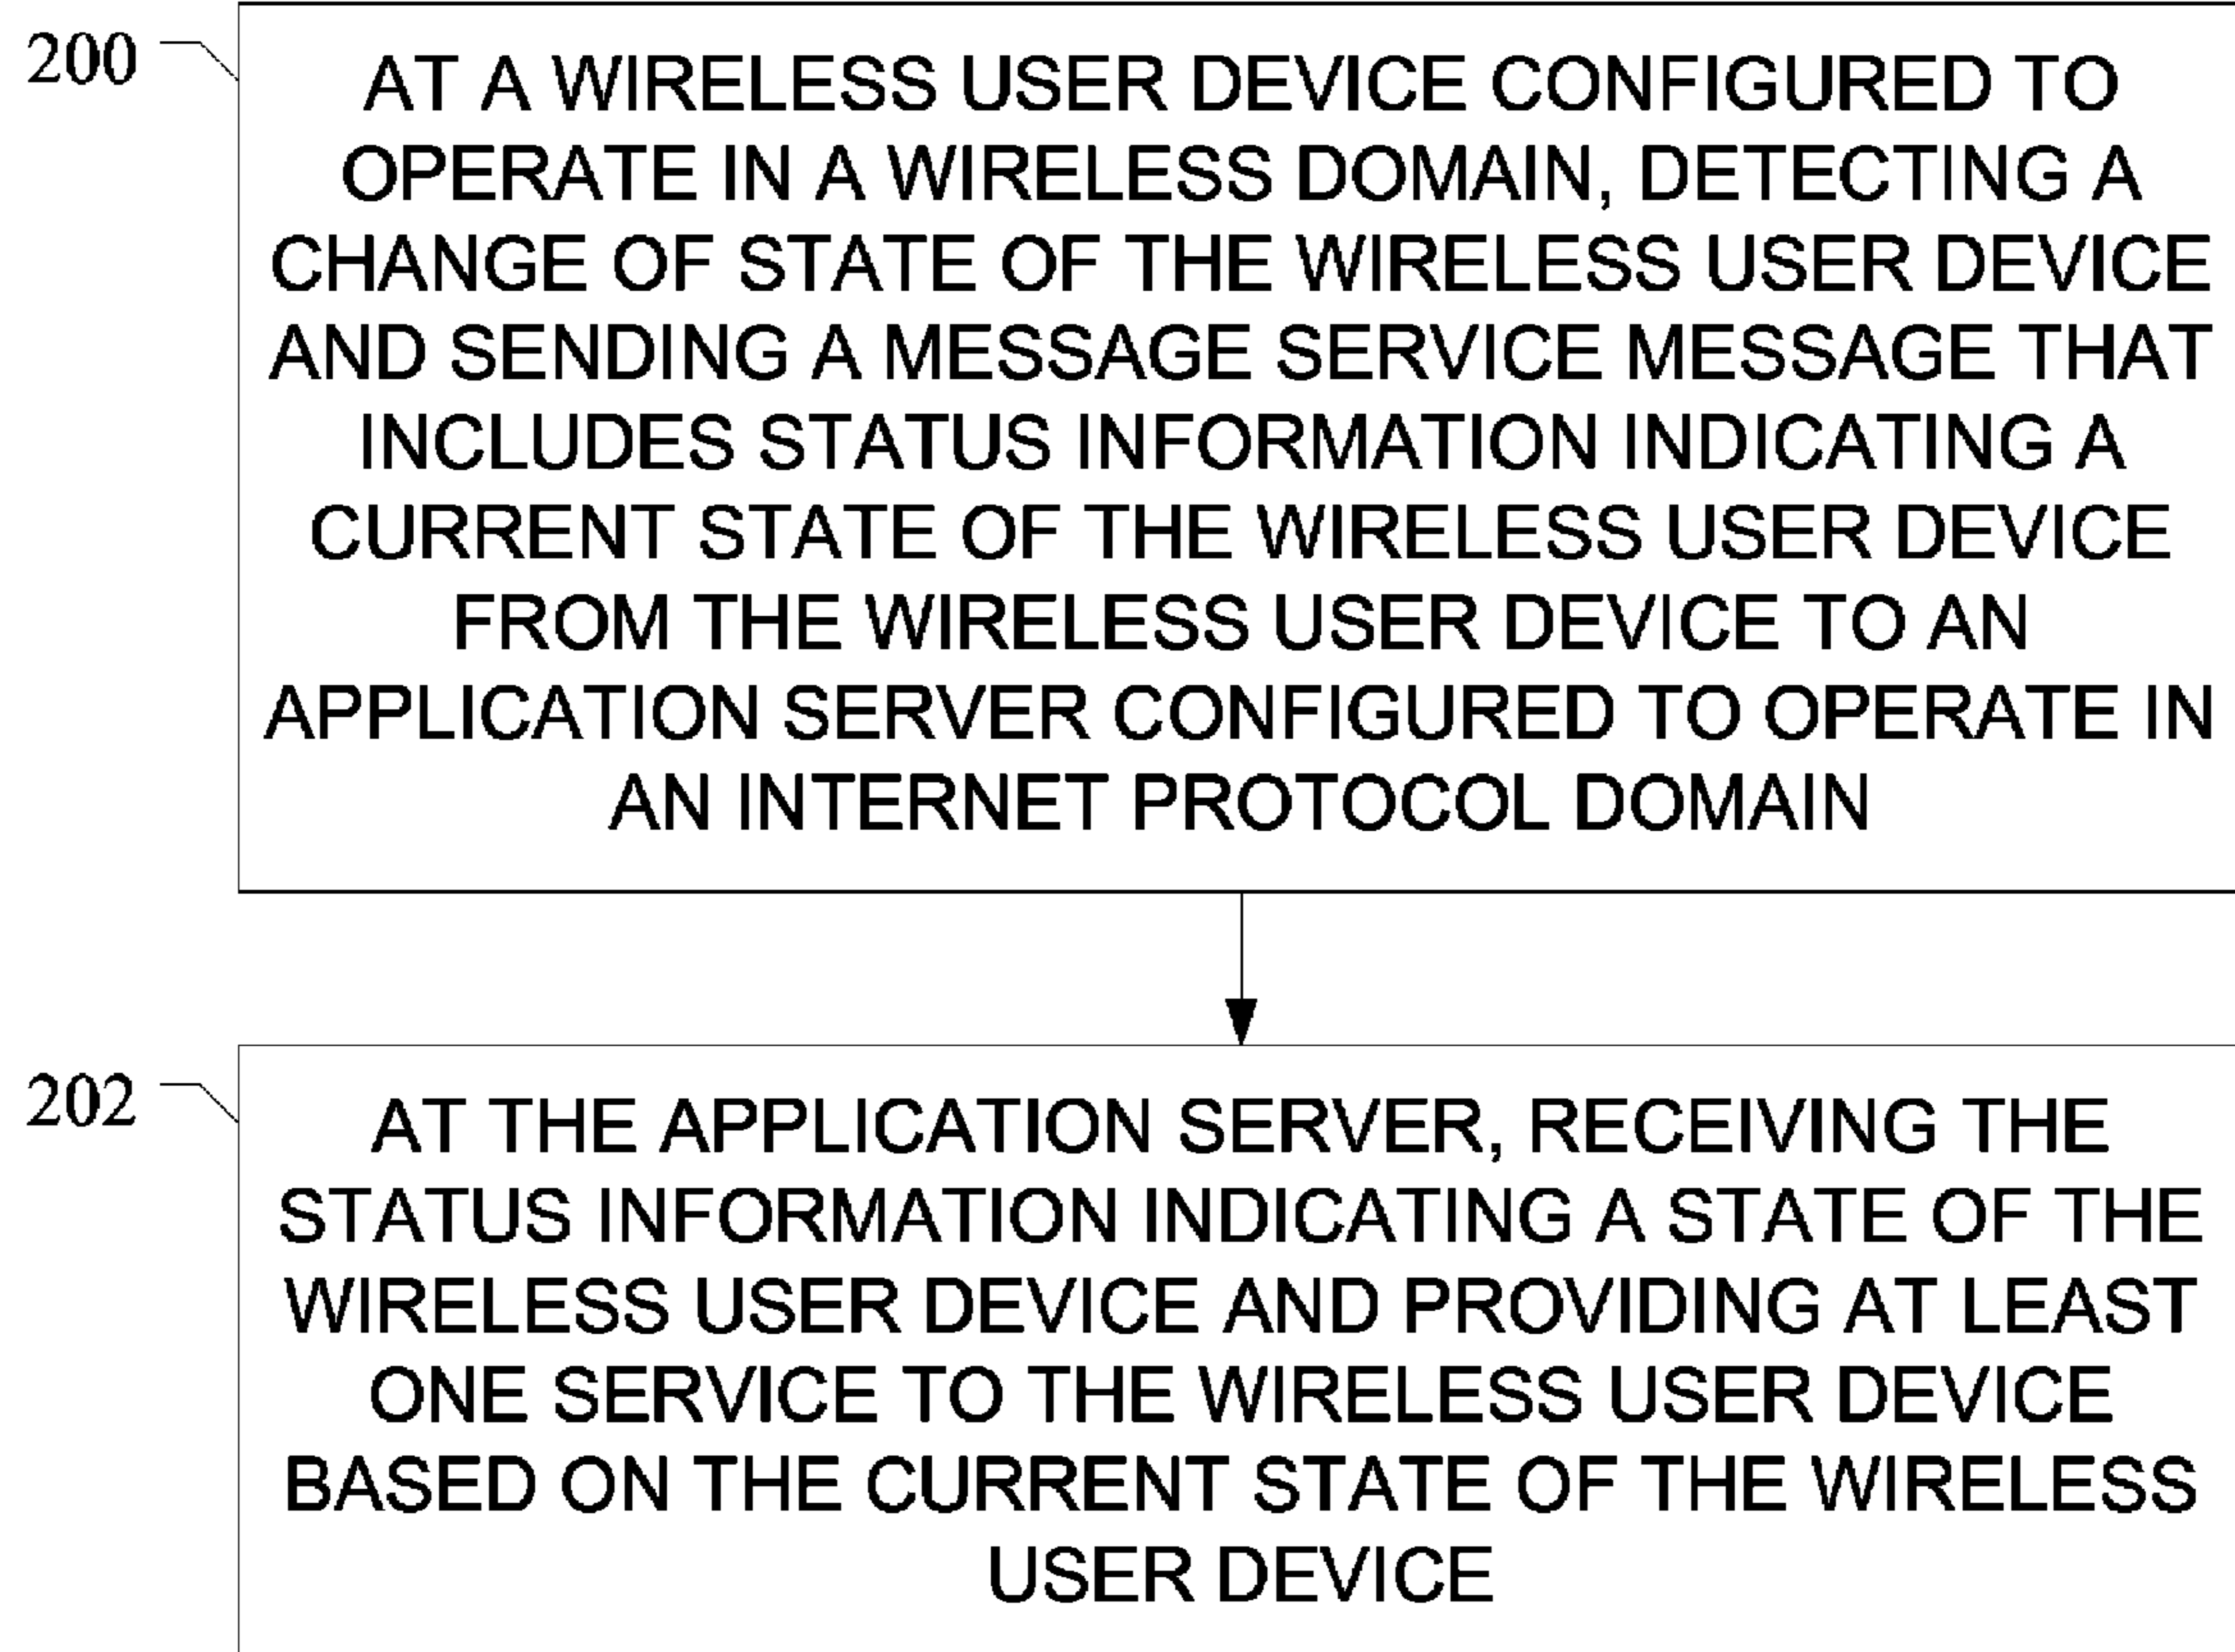 200
AT A WIRELESS USER DEVICE CONFIGURED TO
OPERATE IN A WIRELESS DOMAIN, DETECTING A
CHANGE OF STATE OF THE WIRELESS USER DEVICE
AND SENDING A MESSAGE SERVICE MESSAGE THAT
INCLUDES STATUS INFORMATION INDICATING A
CURRENT STATE OF THE WIRELESS USER DEVICE
FROM THE WIRELESS USER DEVICE TO AN
APPLICATION SERVER CONFIGURED TO OPERATE IN
AN INTERNET PROTOCOL DOMAIN
202
AT THE APPLICATION SERVER, RECEIVING THE
STATUS INFORMATION INDICATING A STATE OF THE
WIRELESS USER DEVICE AND PROVIDING AT LEAST
ONE SERVICE TO THE WIRELESS USER DEVICE
BASED ON THE CURRENT STATE OF THE WIRELESS
USER DEVICE